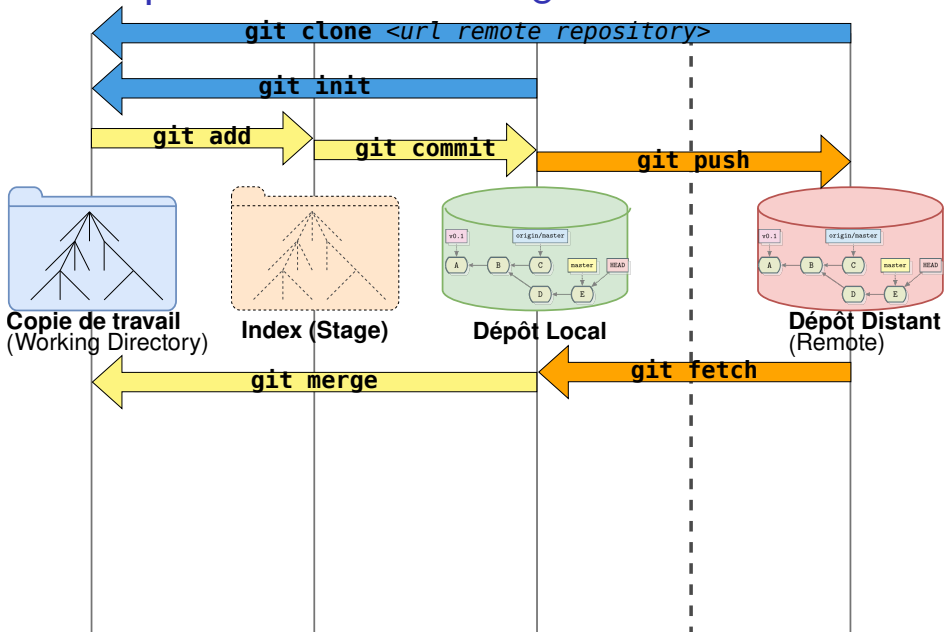 git clone <url remote repository>
git init
git add
git commit
git push
v0.1
origin/master
A
B
C
master
HEAD
D
E
v0.1
origin/master
A
B
C
master
HEAD
D
E
Copie de travail
(Working Directory)
Index (Stage)
Dépôt Local
Dépôt Distant
(Remote)
git merge
git fetch